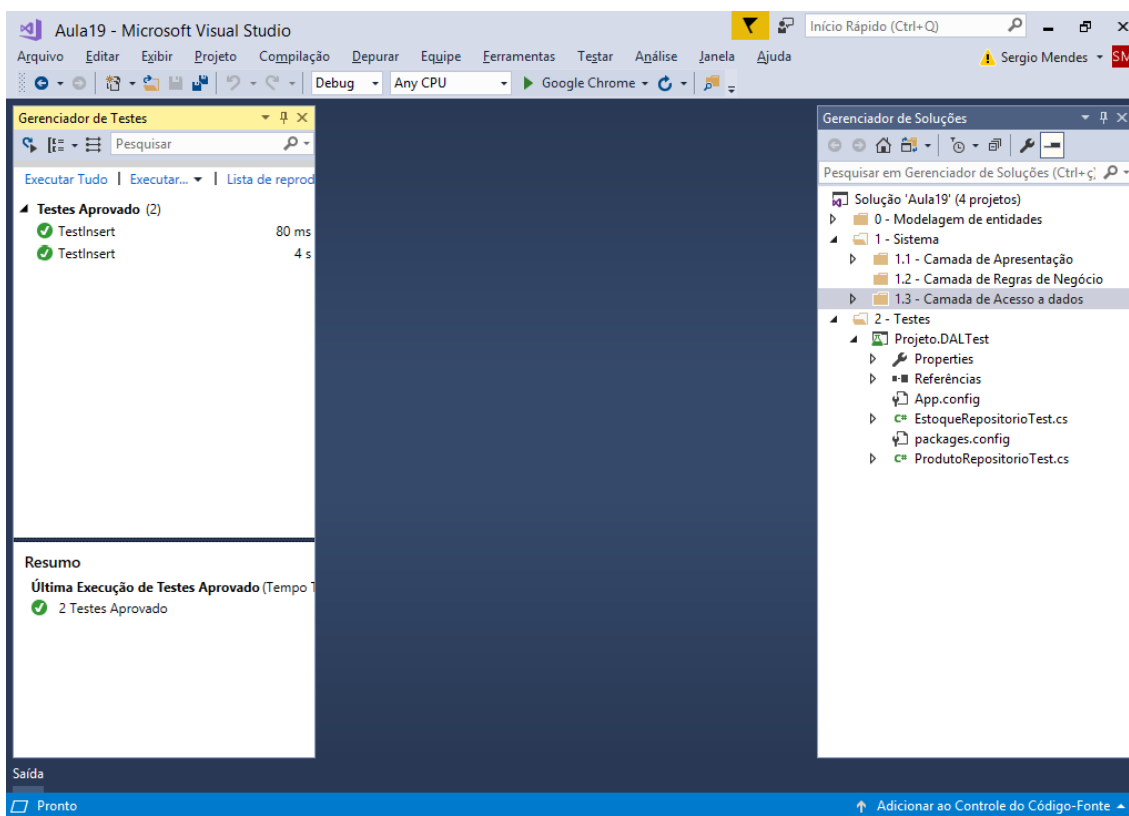 Aula19 - Microsoft Visual Studio
Início Rápido (Ctrl+Q)
Arquivo Editar Exibir Projeto Compilação Depurar Equipe Ferramentas Testar Análise Janela Ajuda
Sergio Mendes SM
Debug Any CPU Google Chrome
Gerenciador de Testes
Pesquisar
Executar Tudo | Executar... | Lista de reprod
Testes Aprovado (2)
TestInsert 80 ms
TestInsert 4 s
Resumo
Última Execução de Testes Aprovado (Tempo T
2 Testes Aprovado
Gerenciador de Soluções
Pesquisar em Gerenciador de Soluções (Ctrl+ç)
Solução 'Aula19' (4 projetos)
0 - Modelagem de entidades
1 - Sistema
1.1 - Camada de Apresentação
1.2 - Camada de Regras de Negócio
1.3 - Camada de Acesso a dados
2 - Testes
Projeto.DALTest
Properties
Referências
App.config
C# EstoqueRepositorioTest.cs
packages.config
C# ProdutoRepositorioTest.cs
Saída
Pronto
Adicionar ao Controle do Código-Fonte